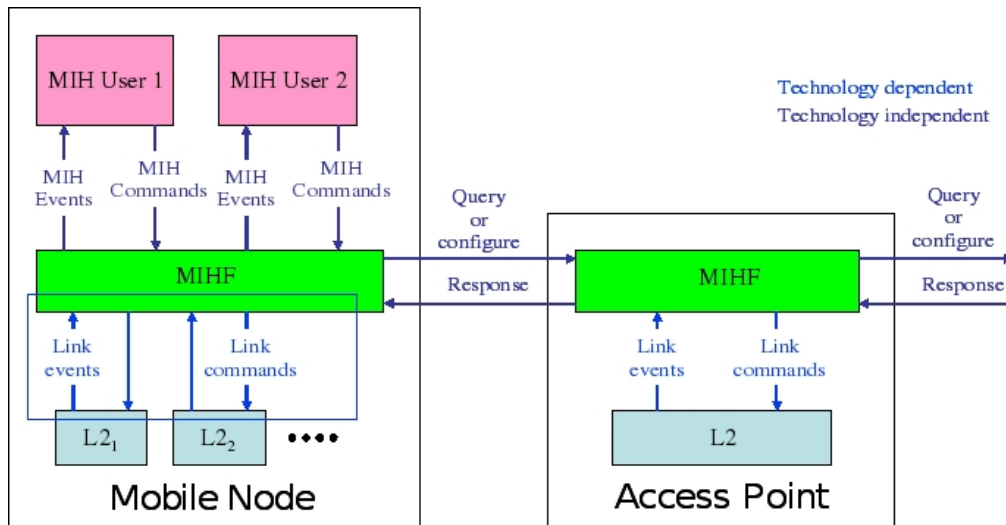 MIH User 1
MIH User 2
Technology dependent
Technology independent
MIH
Events
MIH
Commands
MIH
Events
MIH
Commands
Query
or
configure
Query
or
configure
MIHF
MIHF
Response
Response
Link
events
Link
commands
Link
events
Link
commands
L2₁
L2₂
L2
Mobile Node
Access Point